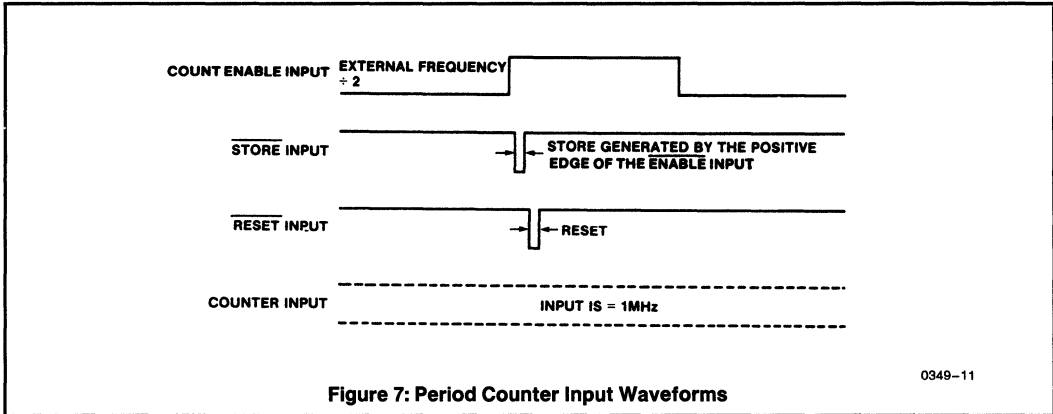 COUNT ENABLE INPUT
EXTERNAL FREQUENCY
÷ 2
STORE INPUT
STORE GENERATED BY THE POSITIVE
EDGE OF THE ENABLE INPUT
RESET INPUT
RESET
COUNTER INPUT
INPUT IS = 1MHz
0349–11
Figure 7: Period Counter Input Waveforms